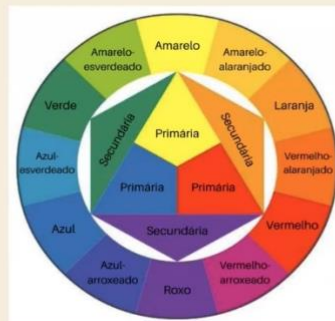 Amarelo
Amarelo-
esverdeado
Amarelo-
alaranjado
Verde
Laranja
Secundária
Primária
Secundária
Azul-
esverdeado
Vermelho-
alaranjado
Primária
Primária
Azul
Vermelho
Secundária
Azul-
arroxeado
Vermelho-
arroxeado
Roxo